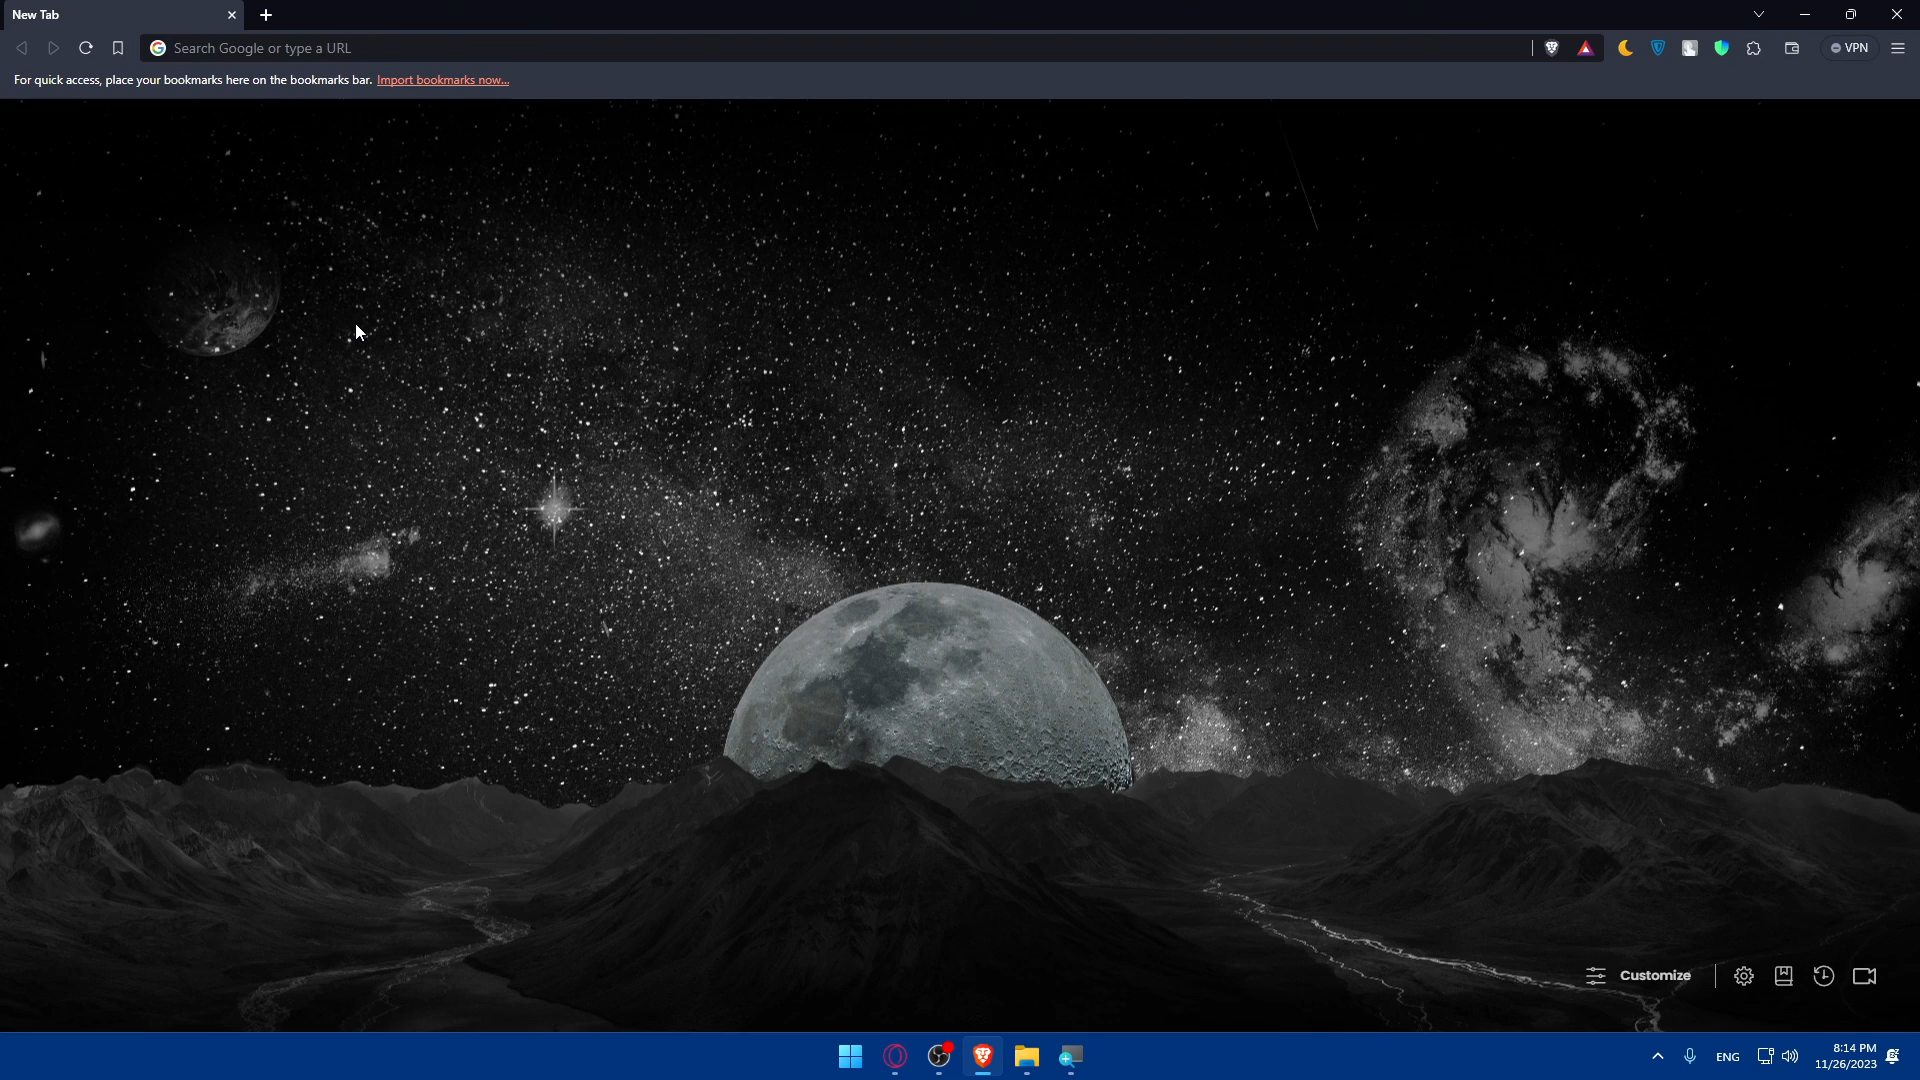 New Tab
Search Google or type a URL
VPN
For quick access, place your bookmarks here on the bookmarks bar. Import bookmarks now...
Customize
ENG
8:14 PM
11/26/2023